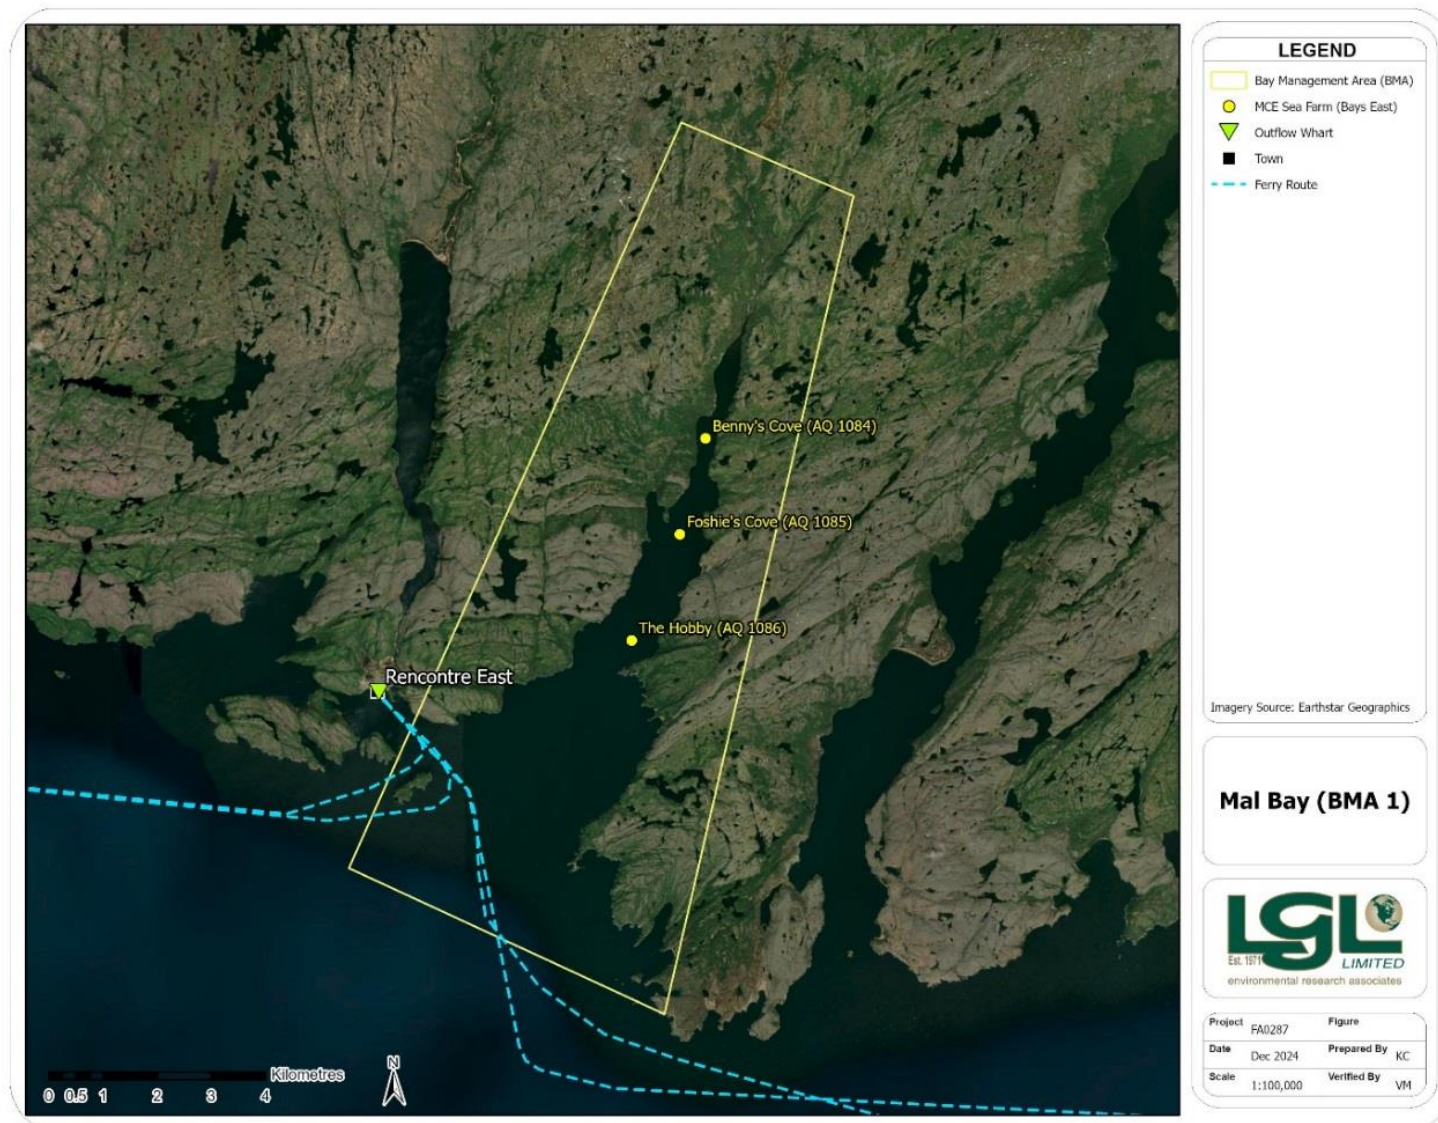 LEGEND
Bay Management Area (BMA)
MCE Sea Farm (Bays East)
Outflow Wharf
Town
Ferry Route
Benny's Cove (AQ 1084)
Foshie's Cove (AQ 1085)
The Hobby (AQ 1086)
Rencontre East
Imagery Source: Earthstar Geographics
Mal Bay (BMA 1)
LGL
Est. 1971
LIMITED
environmental research associates
N
Kilometres
0 0.5 1 2 3 4
Project FA0287 Figure
Date Dec 2024 Prepared By KC
Scale 1:100,000 Verified By VM